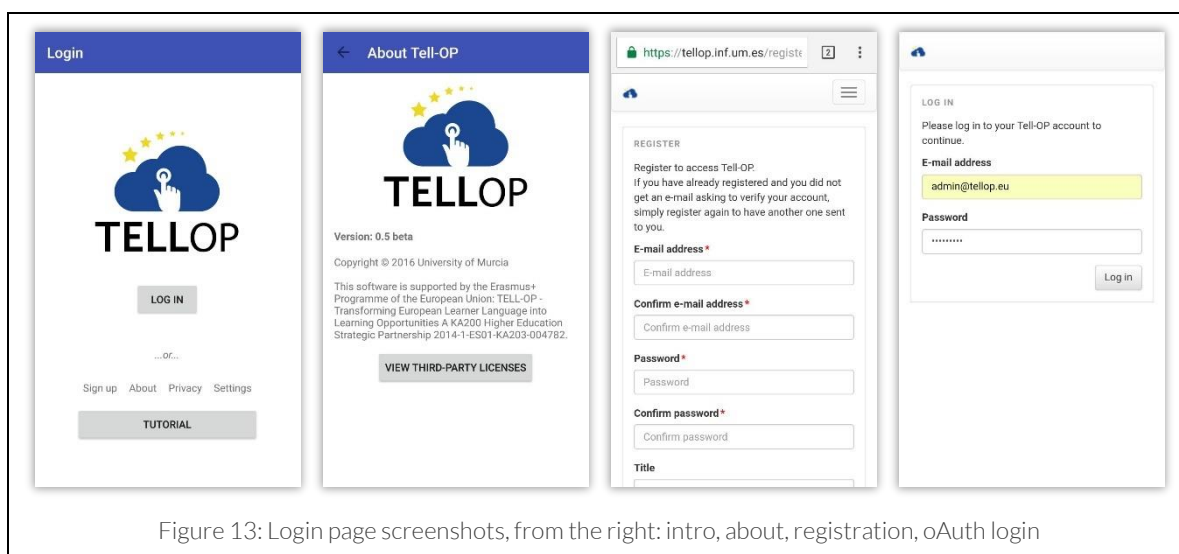 Login
TELLOP
LOG IN
...or...
Sign up About Privacy Settings
TUTORIAL
About Tell-OP
TELLOP
Version: 0.5 beta
Copyright © 2016 University of Murcia
This software is supported by the Erasmus+
Programme of the European Union: TELL-OP -
Transforming European Learner Language into
Learning Opportunities A KA200 Higher Education
Strategic Partnership 2014-1-ES01-KA203-004782.
VIEW THIRD-PARTY LICENSES
https://tellop.inf.um.es/registe 2
REGISTER
Register to access Tell-OP.
If you have already registered and you did not
get an e-mail asking to verify your account,
simply register again to have another one sent
to you.
E-mail address*
E-mail address
Confirm e-mail address*
Confirm e-mail address
Password*
Password
Confirm password*
Confirm password
Title
LOG IN
Please log in to your Tell-OP account to
continue.
E-mail address
admin@tellop.eu
Password
•••••••••
Log in
Figure 13: Login page screenshots, from the right: intro, about, registration, oAuth login